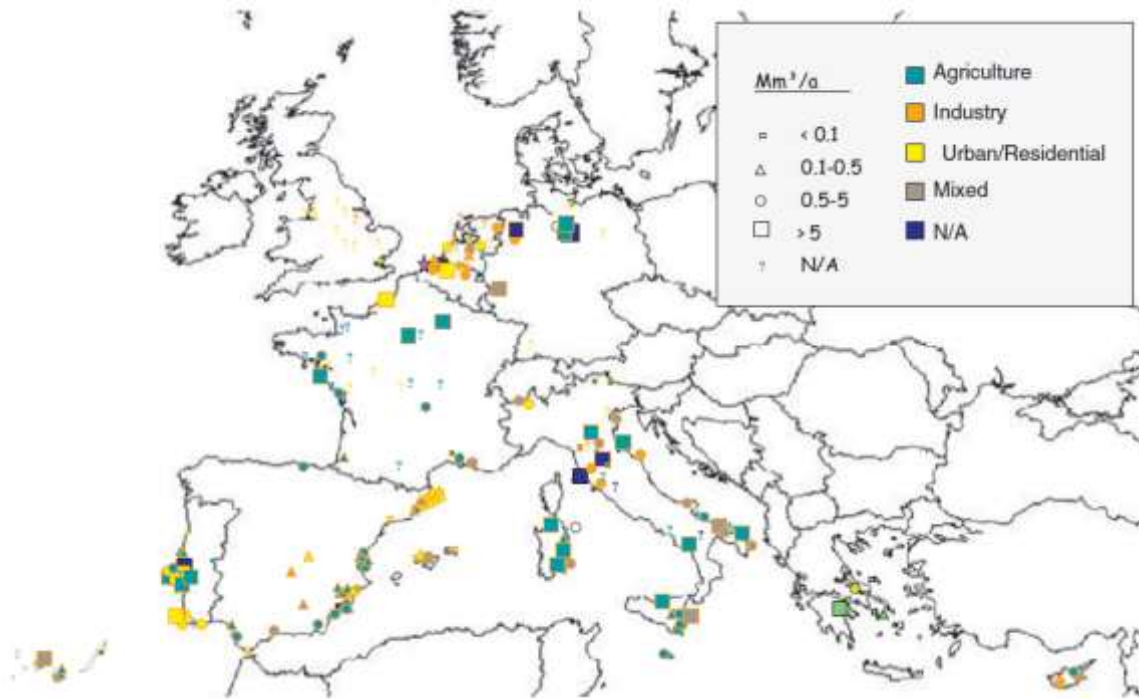 Mm³/a
< 0.1
0.1-0.5
0.5-5
> 5
? N/A
Agriculture
Industry
Urban/Residential
Mixed
N/A